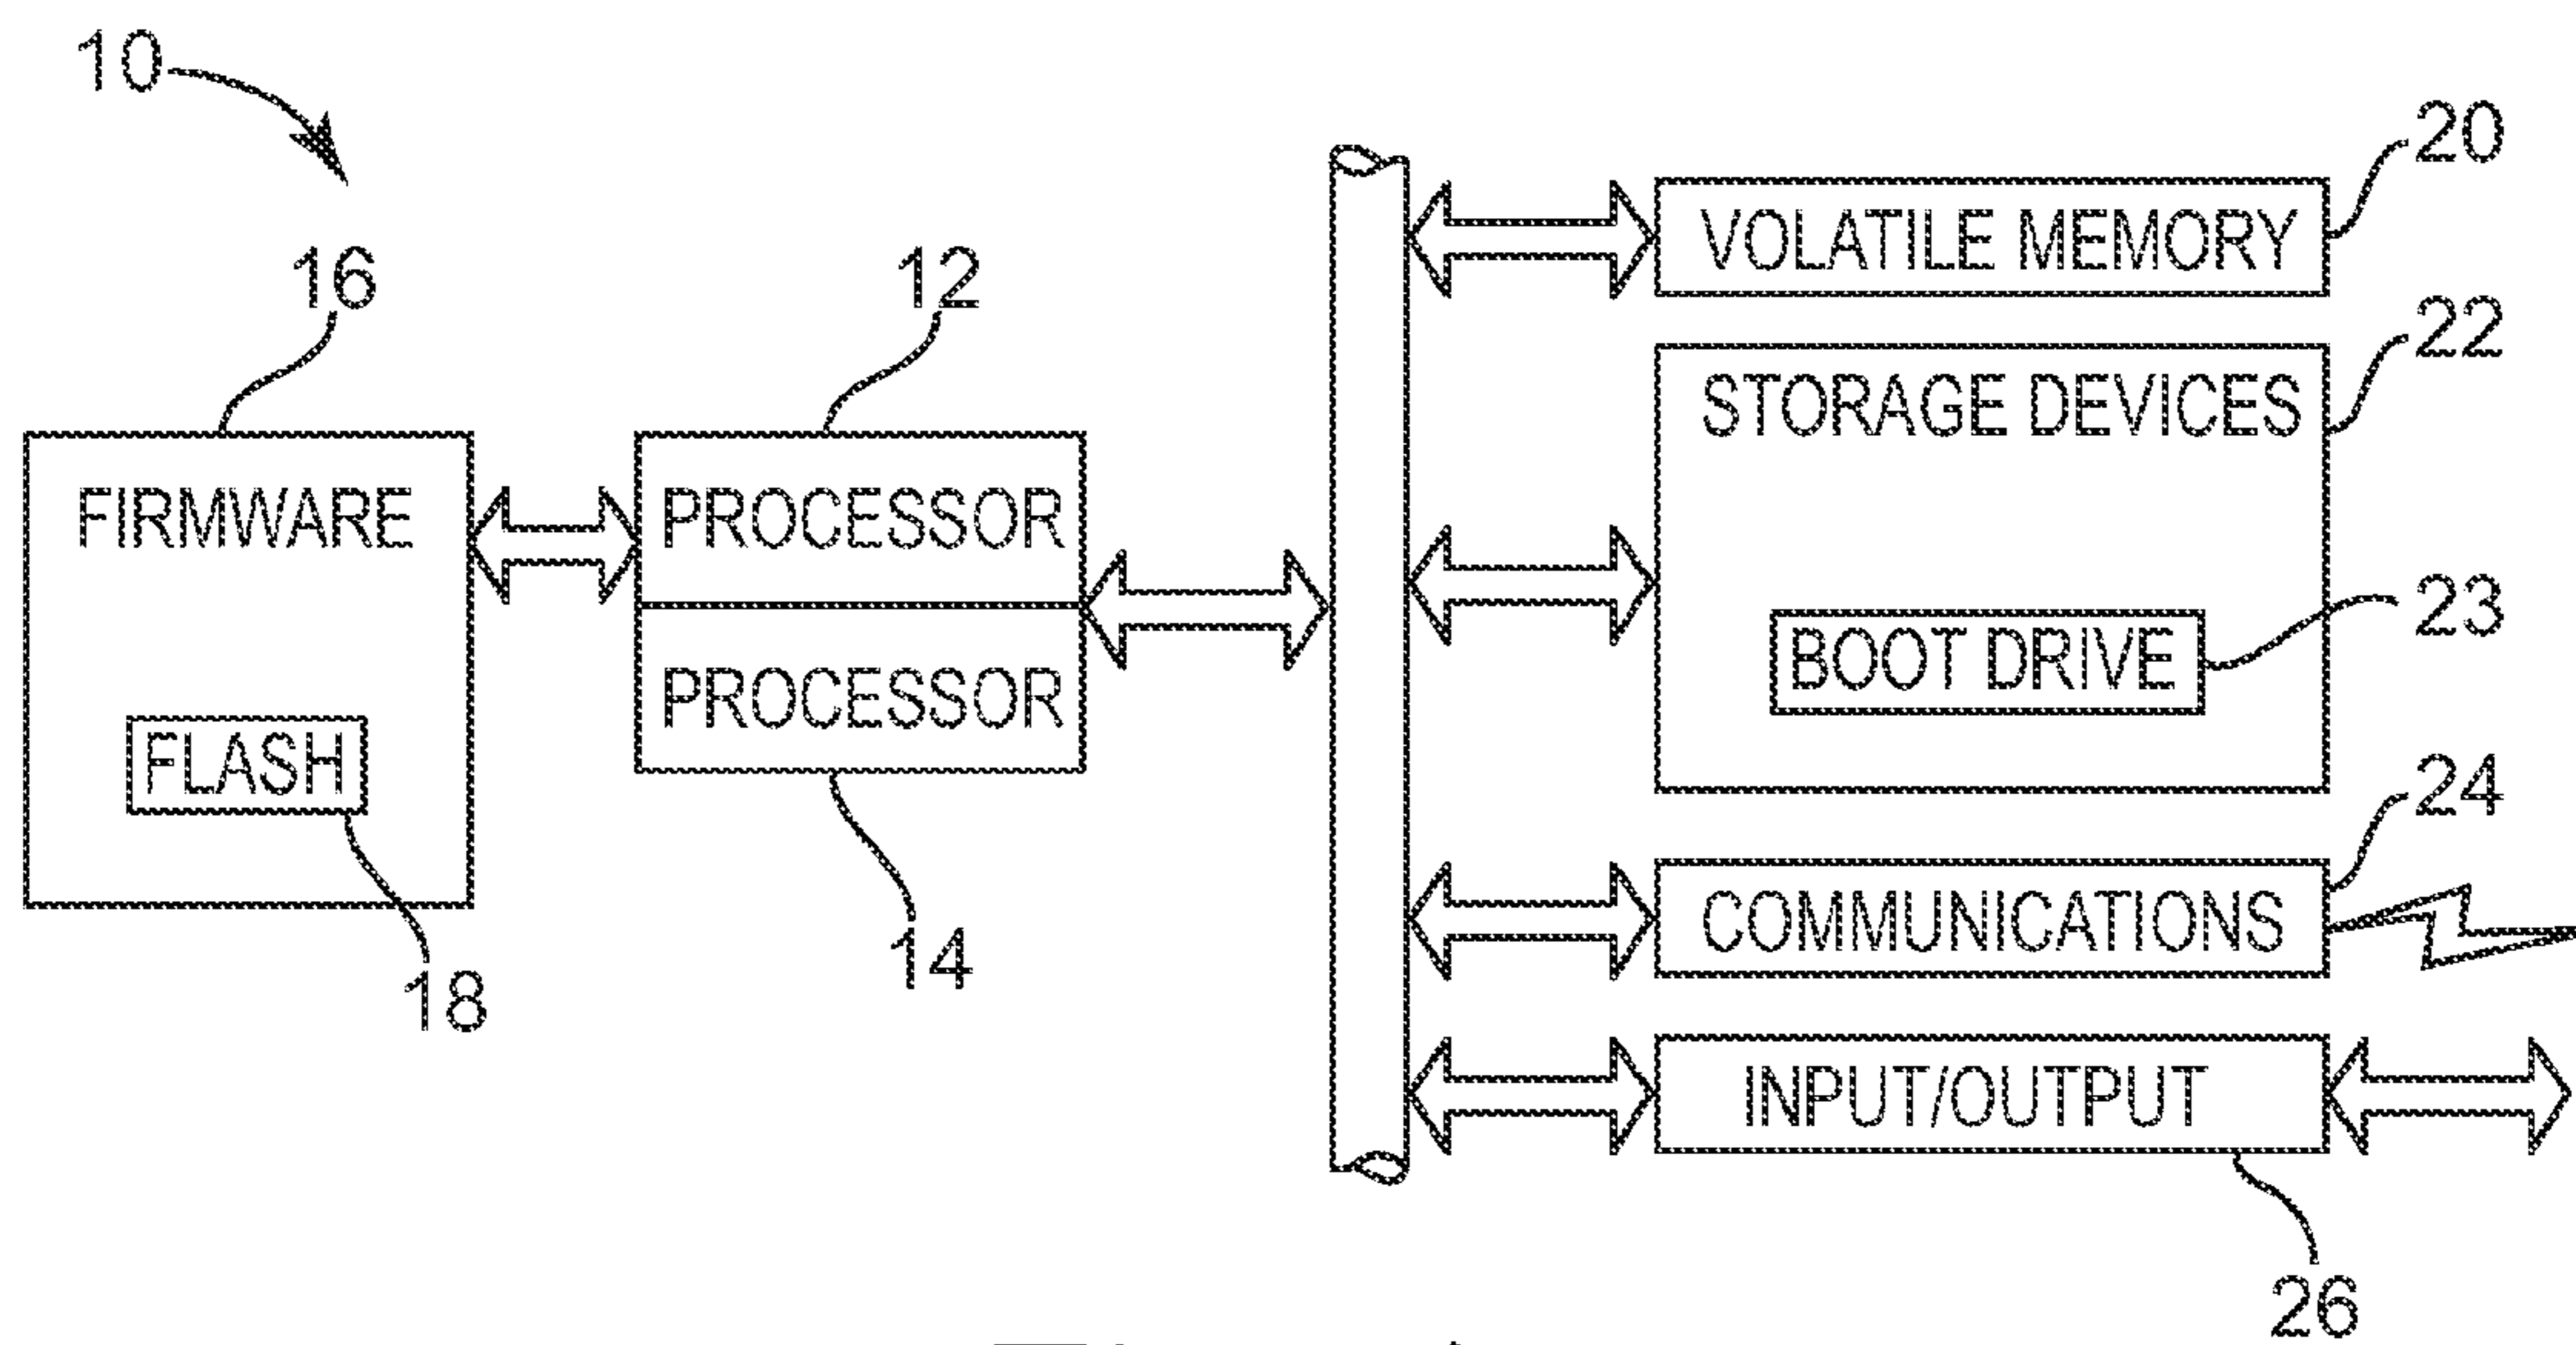 10
20
16
12
VOLATILE MEMORY
22
STORAGE DEVICES
FIRMWARE
PROCESSOR
23
BOOT DRIVE
PROCESSOR
FLASH
24
COMMUNICATIONS
14
18
INPUT/OUTPUT
26